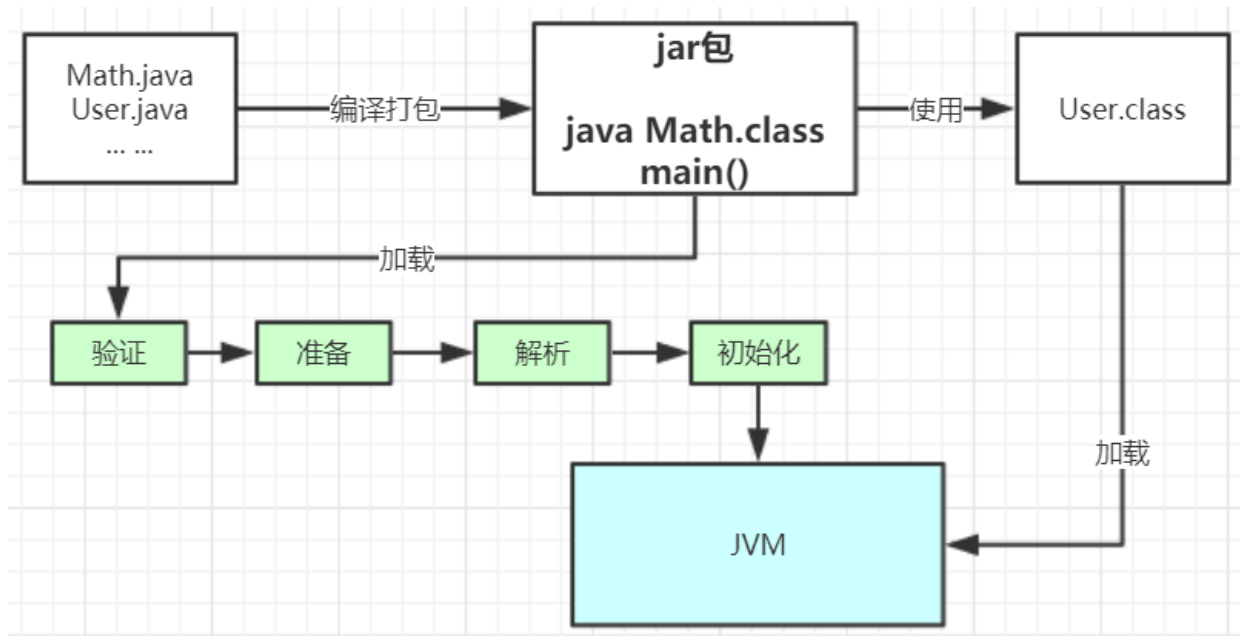 Math.java
User.java
... ...
编译打包
jar包
java Math.class
main()
使用
User.class
加载
验证
准备
解析
初始化
加载
JVM